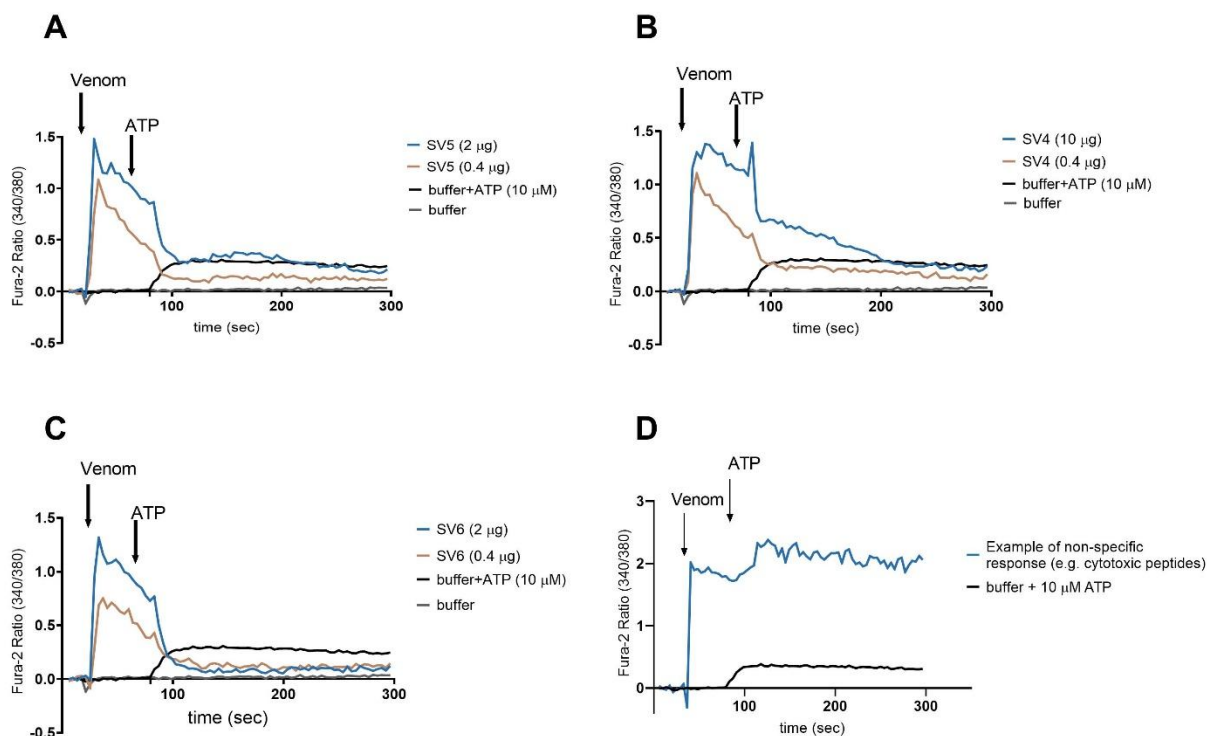 A
Venom
ATP
1.5
1.0
0.5
0.0
-0.5
100
200
300
Fura-2 Ratio (340/380)
time (sec)
SV5 (2 μg)
SV5 (0.4 μg)
buffer+ATP (10 μM)
buffer
B
Venom
ATP
1.5
1.0
0.5
0.0
-0.5
100
200
300
Fura-2 Ratio (340/380)
time (sec)
SV4 (10 μg)
SV4 (0.4 μg)
buffer+ATP (10 μM)
buffer
C
Venom
ATP
1.5
1.0
0.5
0.0
-0.5
100
200
300
Fura-2 Ratio (340/380)
time (sec)
SV6 (2 μg)
SV6 (0.4 μg)
buffer+ATP (10 μM)
buffer
D
ATP
Venom
3
2
1
0
100
200
300
Fura-2 Ratio (340/380)
time (sec)
Example of non-specific
response (e.g. cytotoxic peptides)
buffer + 10 μM ATP